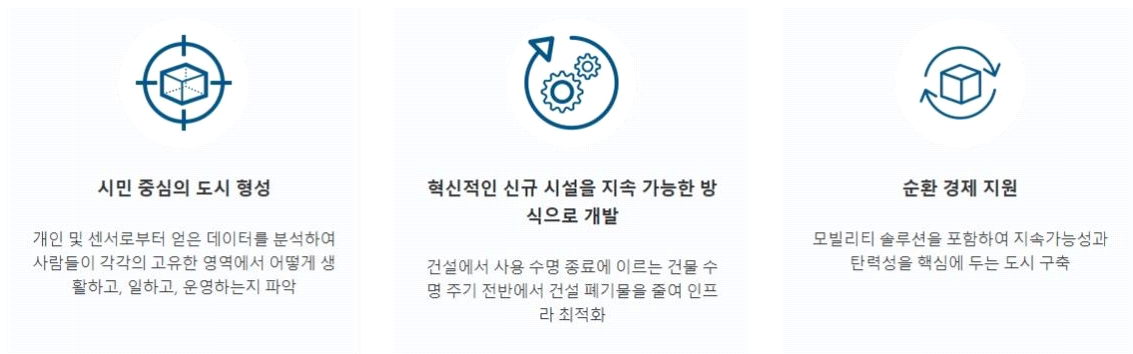 시민 중심의 도시 형성
개인 및 센서로부터 얻은 데이터를 분석하여
사람들이 각각의 고유한 영역에서 어떻게 생
활하고, 일하고, 운영하는지 파악
혁신적인 신규 시설을 지속 가능한 방
식으로 개발
건설에서 사용 수명 종료에 이르는 건물 수
명 주기 전반에서 건설 폐기물을 줄여 인프
라 최적화
순환 경제 지원
모빌리티 솔루션을 포함하여 지속가능성과
탄력성을 핵심에 두는 도시 구축